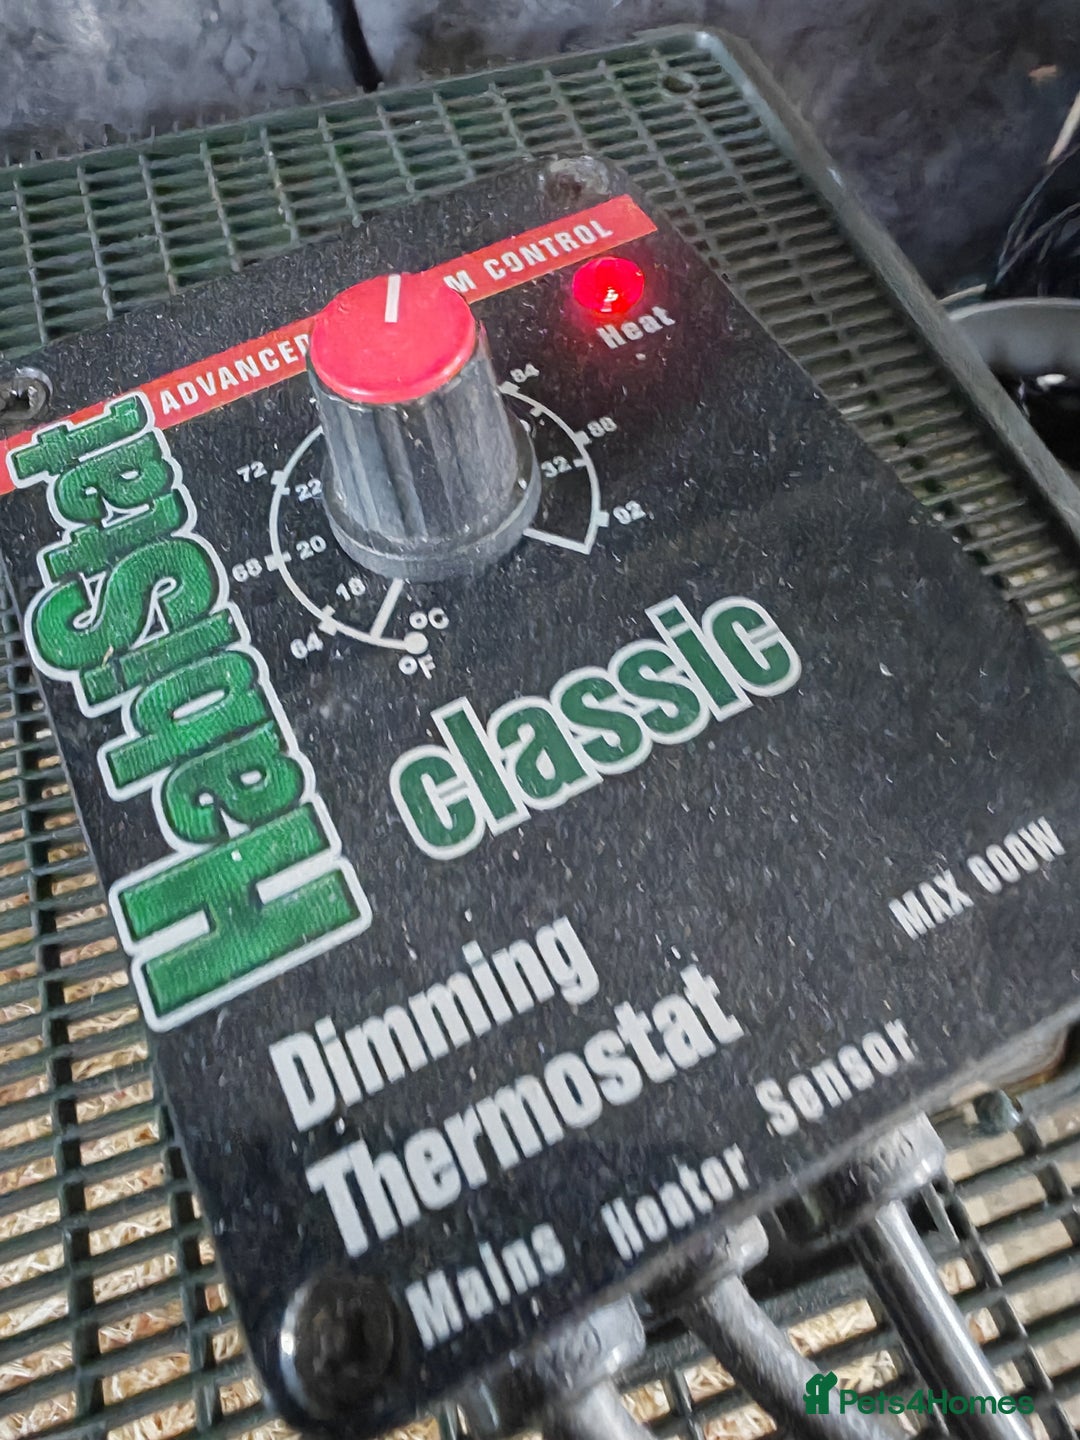 ADVANCED
M CONTROL
Heat
HabiStat
72
22
68
20
18
64
°C
°F
84
88
32
92
classic
MAX 600W
Dimming
Thermostat
Mains Heater Sensor
Pets4Homes